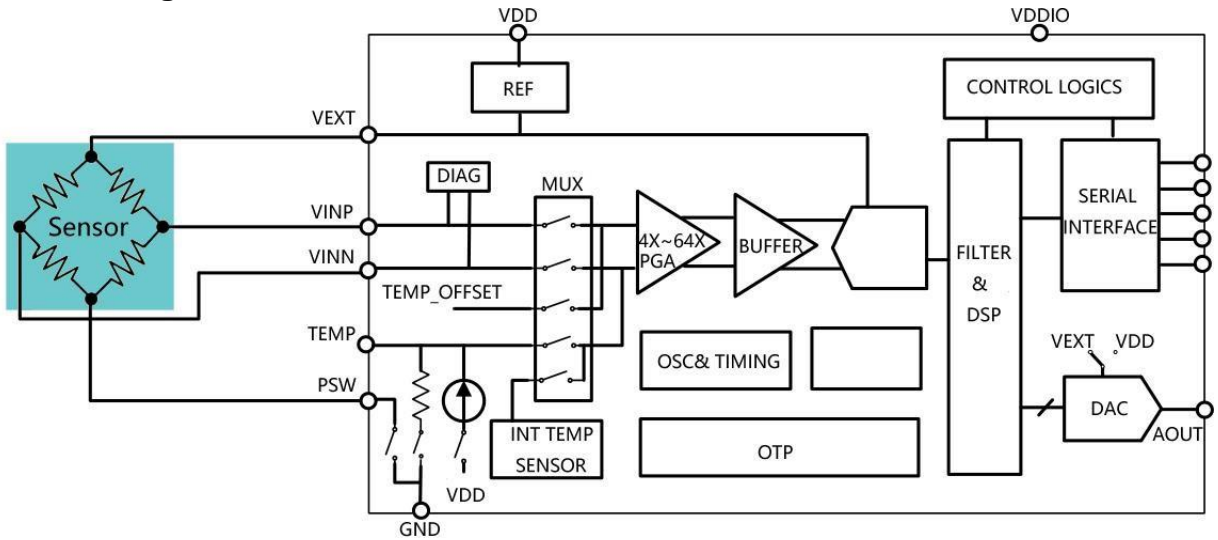 VDD
VDDIO
REF
CONTROL LOGICS
VEXT
DIAG
MUX
Sensor
VINP
SERIAL
INTERFACE
4X~64X
PGA
BUFFER
FILTER
&
DSP
VINN
TEMP_OFFSET
TEMP
OSC& TIMING
VEXT
VDD
PSW
DAC
AOUT
INT TEMP
SENSOR
OTP
VDD
GND